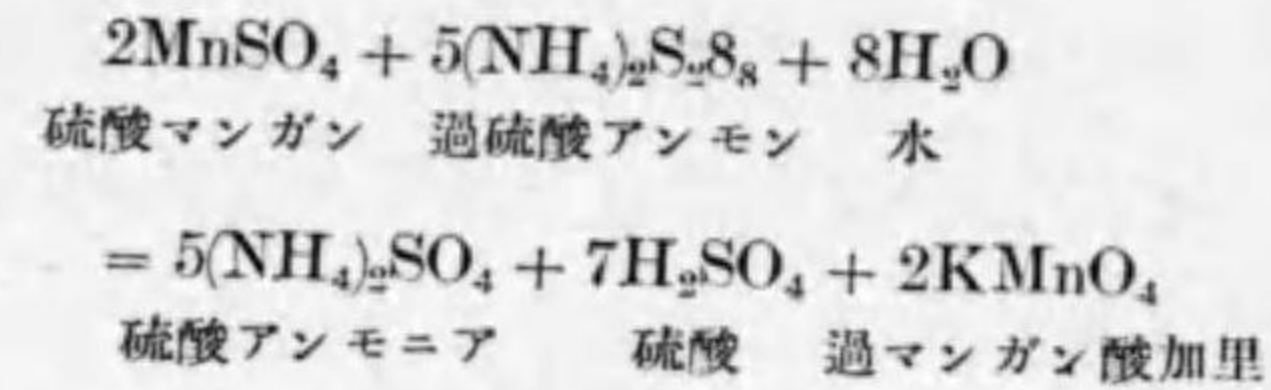 2MnSO₄ + 5(NH₄)₂S₂8₈ + 8H₂O
硫酸マンガン 過硫酸アンモン 水
= 5(NH₄)₂SO₄ + 7H₂SO₄ + 2KMnO₄
硫酸アンモニア 硫酸 過マンガン酸加里